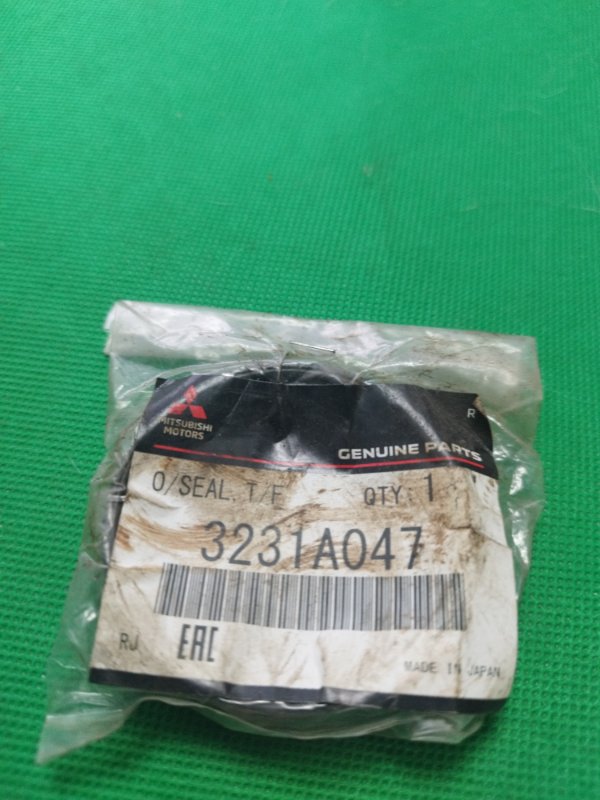 R
MITSUBISHI
MOTORS
GENUINE PARTS
O/SEAL,T/F QTY: 1
3231A047
RJ EAC
MADE IN JAPAN